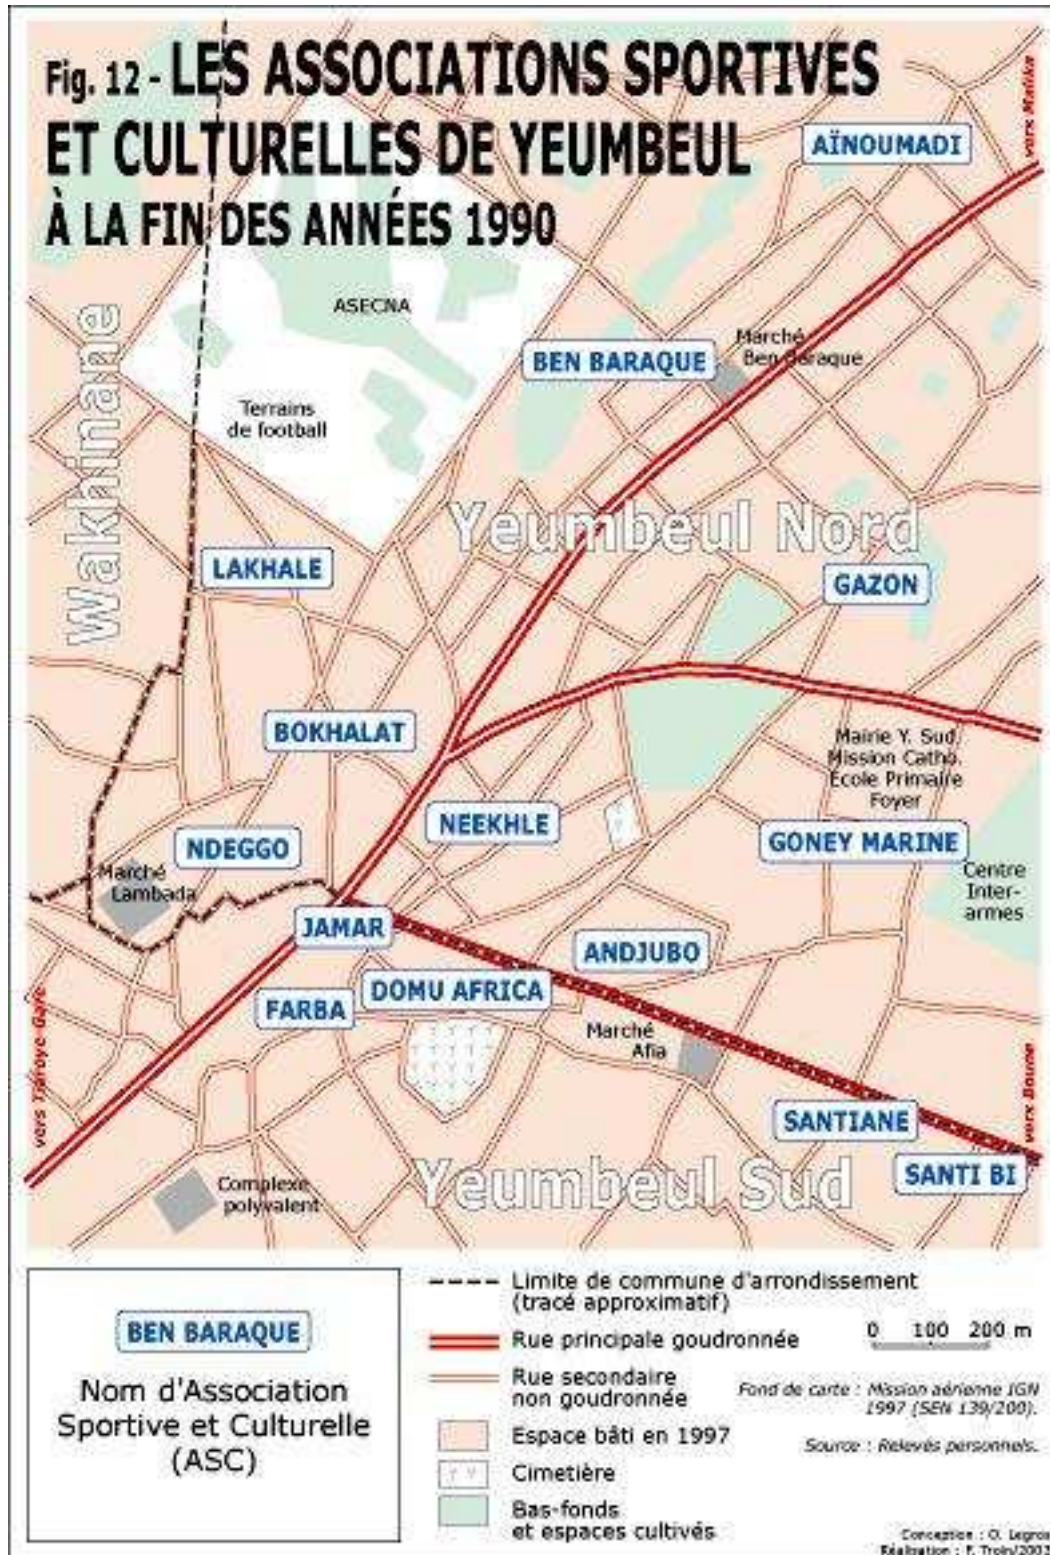 Fig. 12 - LES ASSOCIATIONS SPORTIVES
ET CULTURELLES DE YEUMBEUL
À LA FIN DES ANNÉES 1990
vers Malika
AÏNOUMADI
ASECNA
Marché
Ben Baraque
BEN BARAQUE
Terrains
de football
Wakhinane
Yeumbeul Nord
LAKHALE
GAZON
BOKHALAT
Mairie Y. Sud
Mission Catho.
École Primaire
Foyer
NEEKHLE
NDEGGO
GONEY MARINE
Marché
Lambada
Centre
Inter-
armes
JAMAR
ANDJUBO
DOMU AFRICA
FARBA
Marché
Afia
vers Tiaroye-Gare
vers Boune
SANTIANE
SANTI BI
Yeumbeul Sud
Complexe
polyvalent
BEN BARAQUE
Nom d'Association
Sportive et Culturelle
(ASC)
Limite de commune d'arrondissement
(tracé approximatif)
Rue principale goudronnée
0 100 200 m
Rue secondaire
non goudronnée
Fond de carte : Mission aérienne IGN
1997 (SEN 139/200).
Espace bâti en 1997
Source : Relevés personnels.
Cimetière
Bas-fonds
et espaces cultivés
Conception : O. Legros
Réalisation : F. Troin/2003